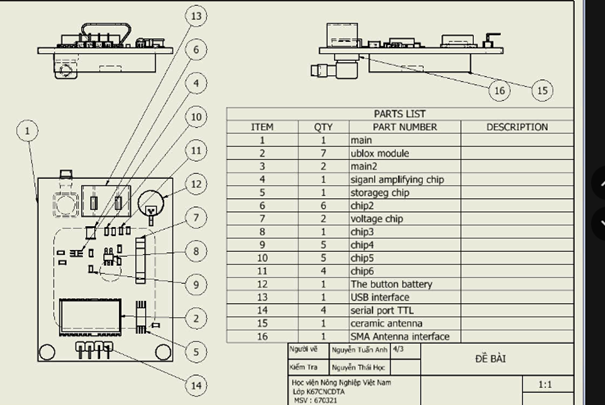 13
6
4
1
10
11
12
7
8
9
2
5
14
16
15
PARTS LIST
ITEM QTY PART NUMBER DESCRIPTION
1 1 main
2 7 ublox module
3 2 main2
4 1 siganl amplifying chip
5 1 storageg chip
6 6 chip2
7 2 voltage chip
8 1 chip3
9 5 chip4
10 5 chip5
11 4 chip6
12 1 The button battery
13 1 USB interface
14 4 serial port TTL
15 1 ceramic antenna
16 1 SMA Antenna interface
Người vẽ Nguyễn Tuấn Anh 4/3
Kiểm Tra Nguyễn Thái Học
ĐỀ BÀI
Học viện Nông Nghiệp Việt Nam
Lớp K67CNCDTA
MSV : 670321
1:1